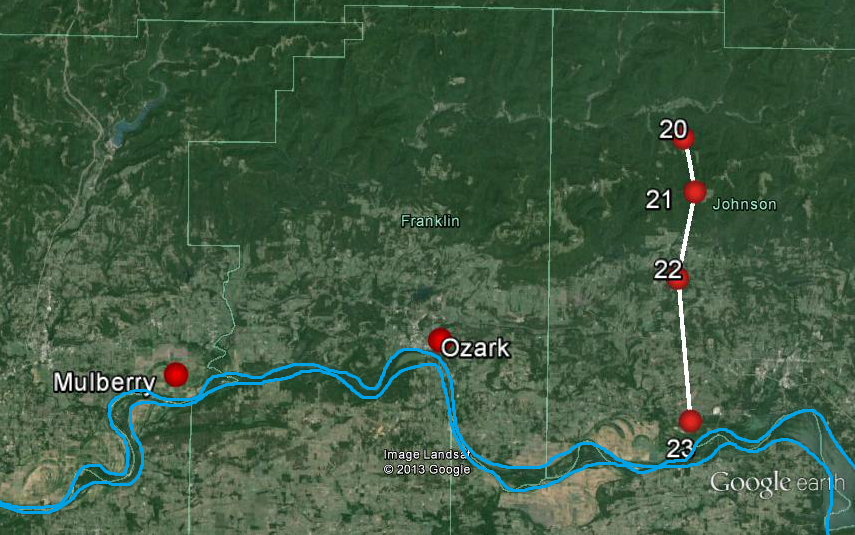 20
21
Johnson
Franklin
22
Ozark
Mulberry
23
Image Landsat
© 2013 Google
Google earth